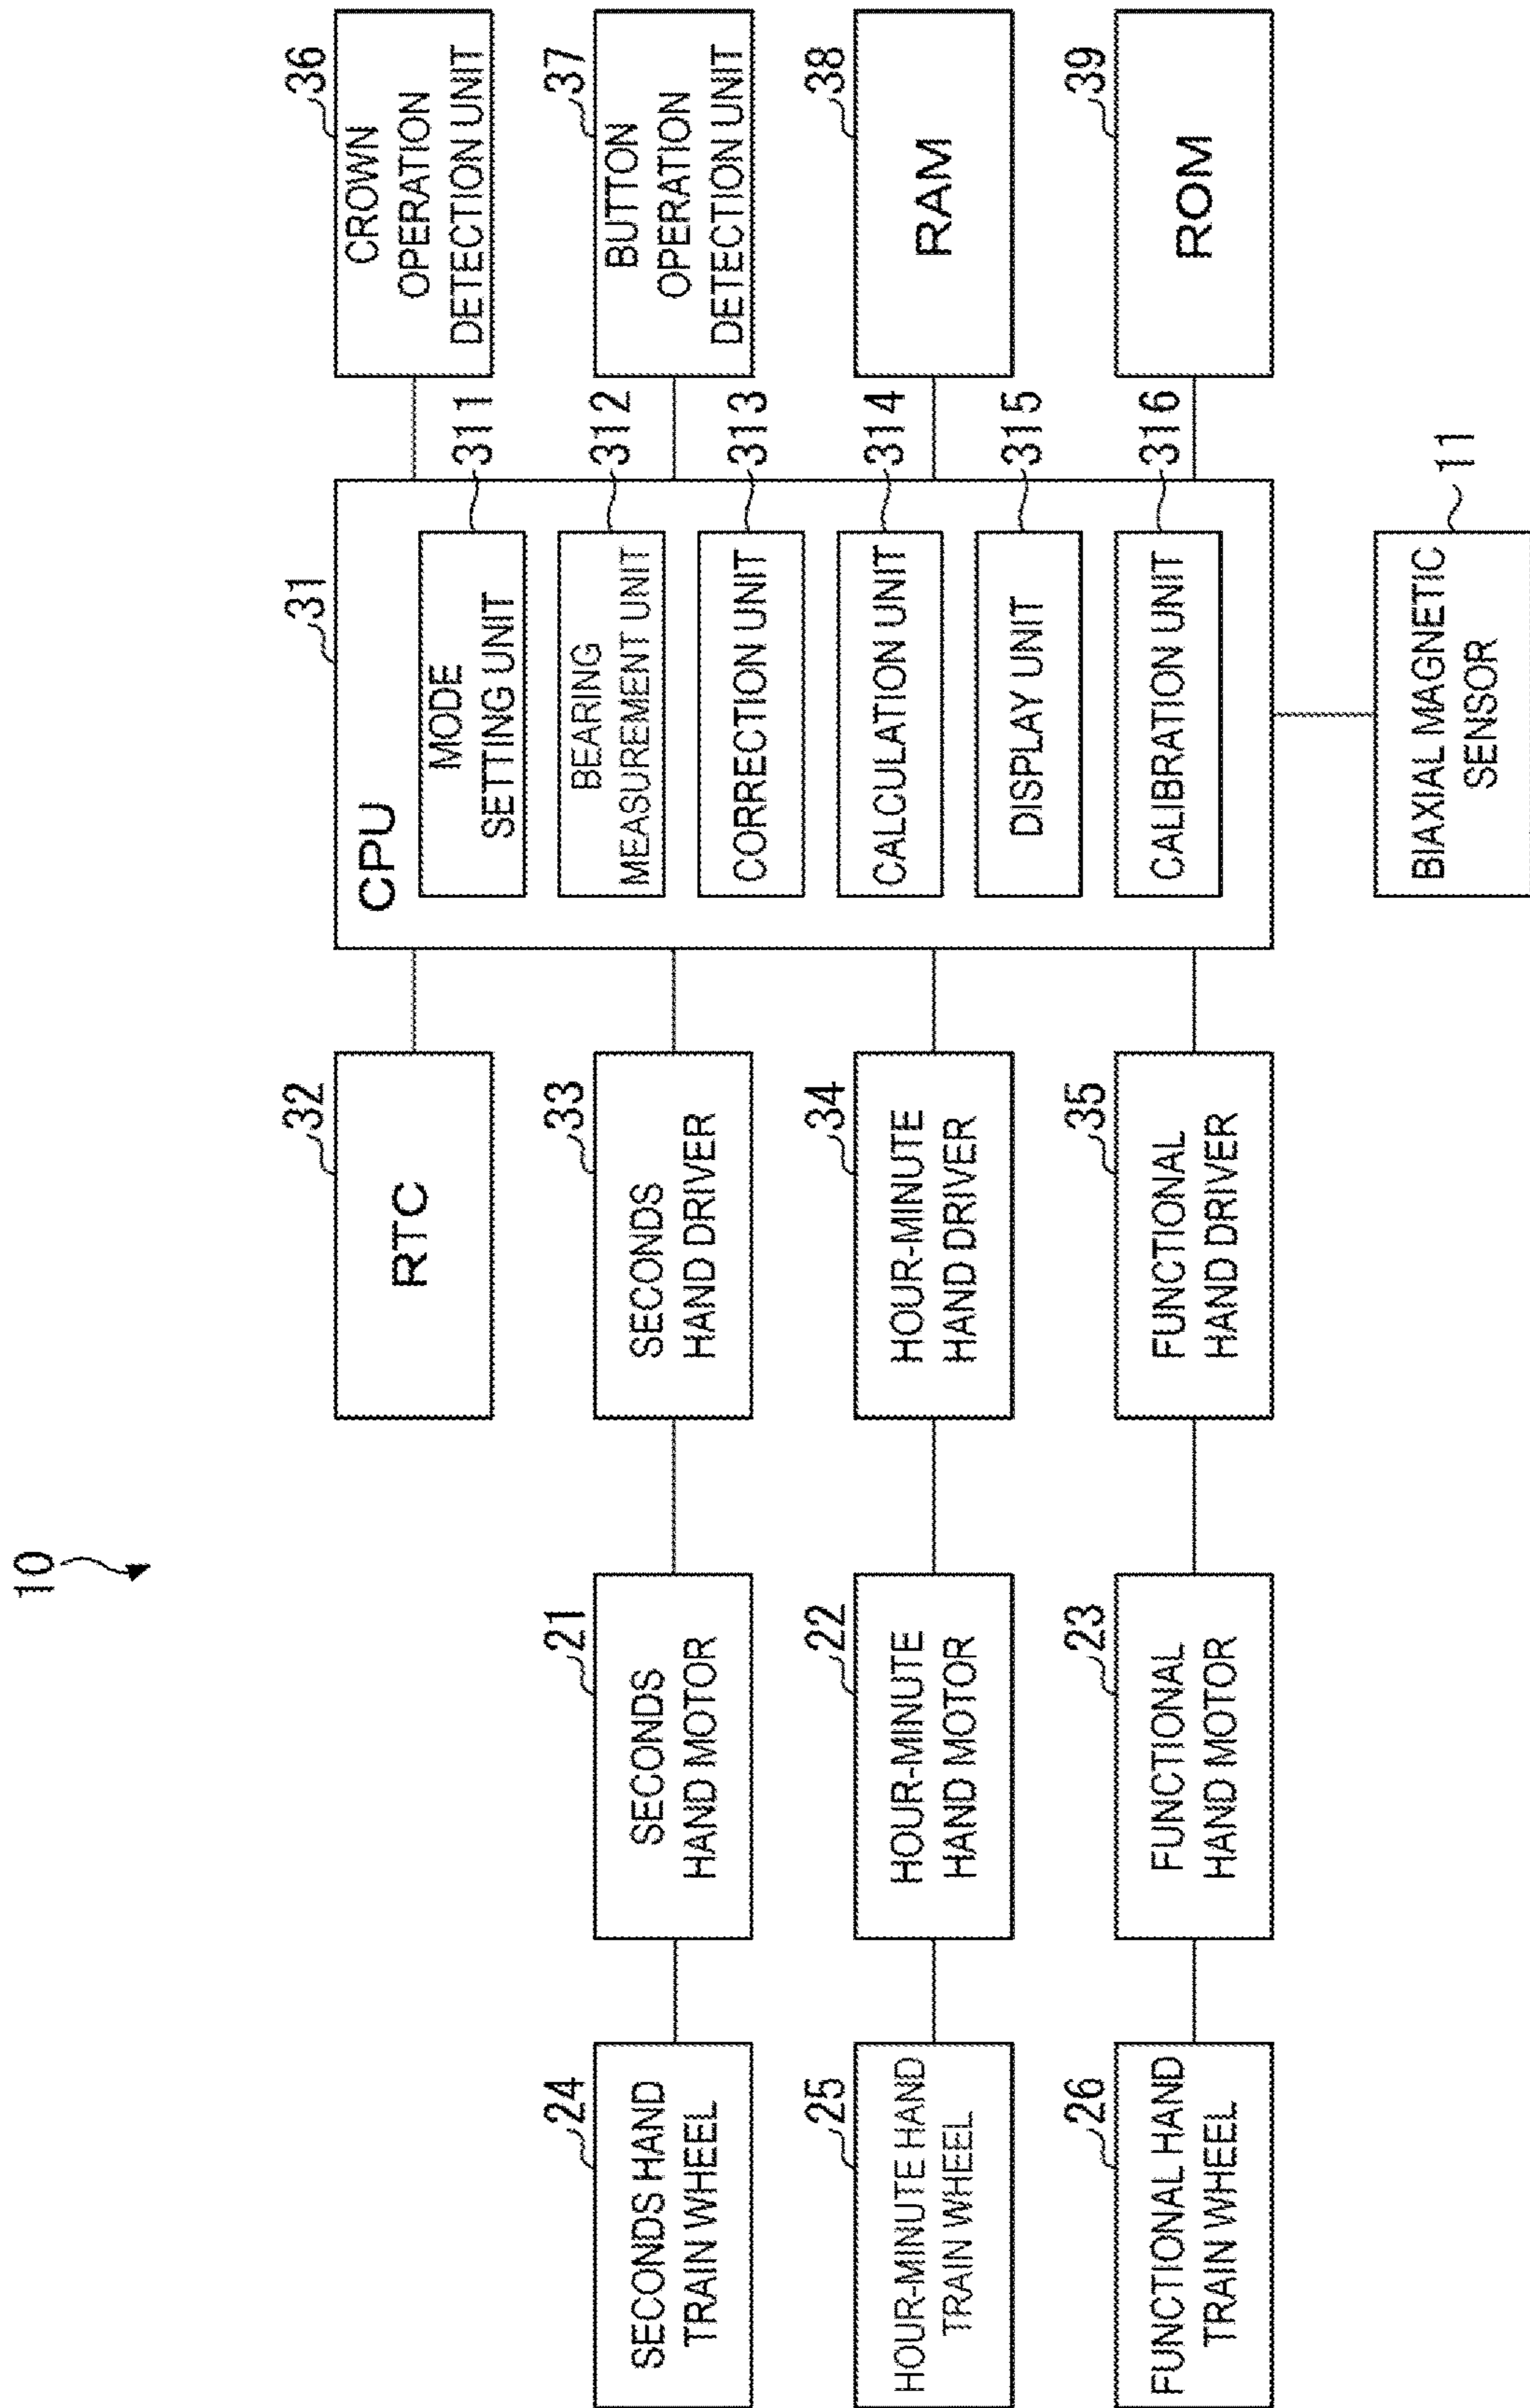 10
24
SECONDS HAND
TRAIN WHEEL
21
SECONDS
HAND MOTOR
33
SECONDS
HAND DRIVER
32
RTC
25
HOUR-MINUTE HAND
TRAIN WHEEL
22
HOUR-MINUTE
HAND MOTOR
34
HOUR-MINUTE
HAND DRIVER
26
FUNCTIONAL HAND
TRAIN WHEEL
23
FUNCTIONAL
HAND MOTOR
35
FUNCTIONAL
HAND DRIVER
31
CPU
MODE
SETTING UNIT
311
BEARING
MEASUREMENT UNIT
312
CORRECTION UNIT
313
CALCULATION UNIT
314
DISPLAY UNIT
315
CALIBRATION UNIT
316
BIAXIAL MAGNETIC
SENSOR
11
36
CROWN
OPERATION
DETECTION UNIT
37
BUTTON
OPERATION
DETECTION UNIT
38
RAM
39
ROM